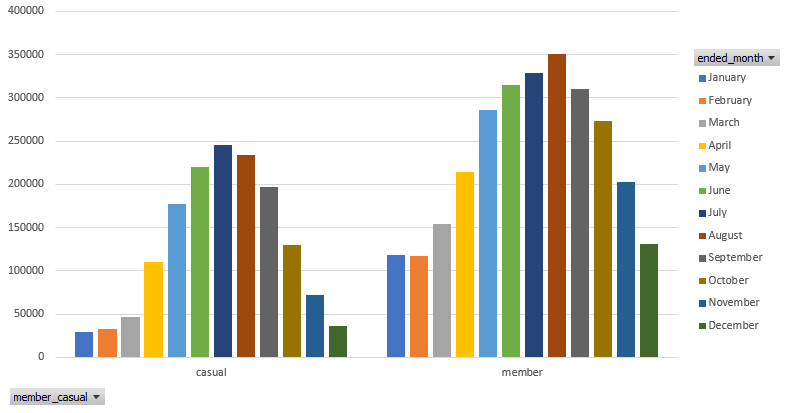 400000
350000
300000
250000
200000
150000
100000
50000
0
casual
member
member_casual
ended_month
January
February
March
April
May
June
July
August
September
October
November
December